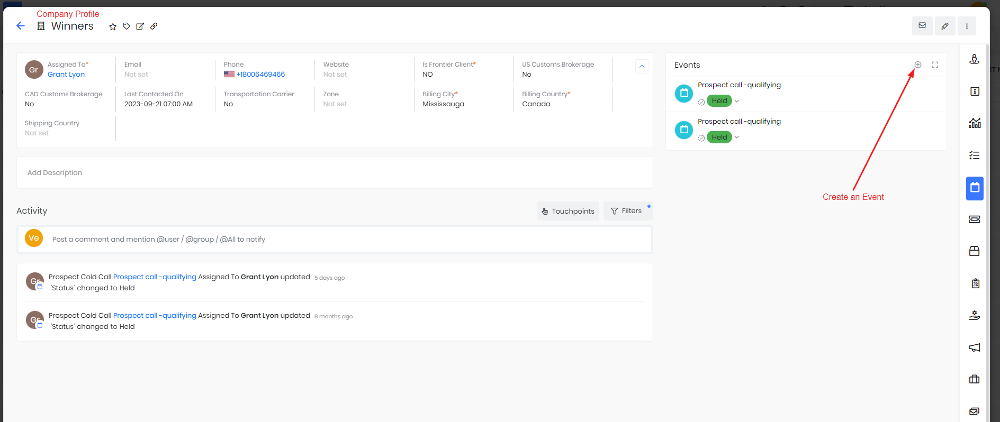 Company Profile
Winners
Assigned To*
Grant Lyon
Gr
Email
Not set
Phone
+18006469466
Website
Not set
Is Frontier Client*
NO
US Customs Brokerage
No
CAD Customs Brokerage
No
Last Contacted On
2023-09-21 07:00 AM
Transportation Carrier
No
Zone
Not set
Billing City*
Mississauga
Billing Country*
Canada
Shipping Country
Not set
Add Description
Activity
Touchpoints
Filters
Ve
Post a comment and mention @user / @group / @All to notify
Gr
Prospect Cold Call Prospect call -qualifying Assigned To Grant Lyon updated 5 days ago
'Status' changed to Held
Gr
Prospect Cold Call Prospect call -qualifying Assigned To Grant Lyon updated 8 months ago
'Status' changed to Held
Events
Prospect call -qualifying
Held
Prospect call -qualifying
Held
Create an Event